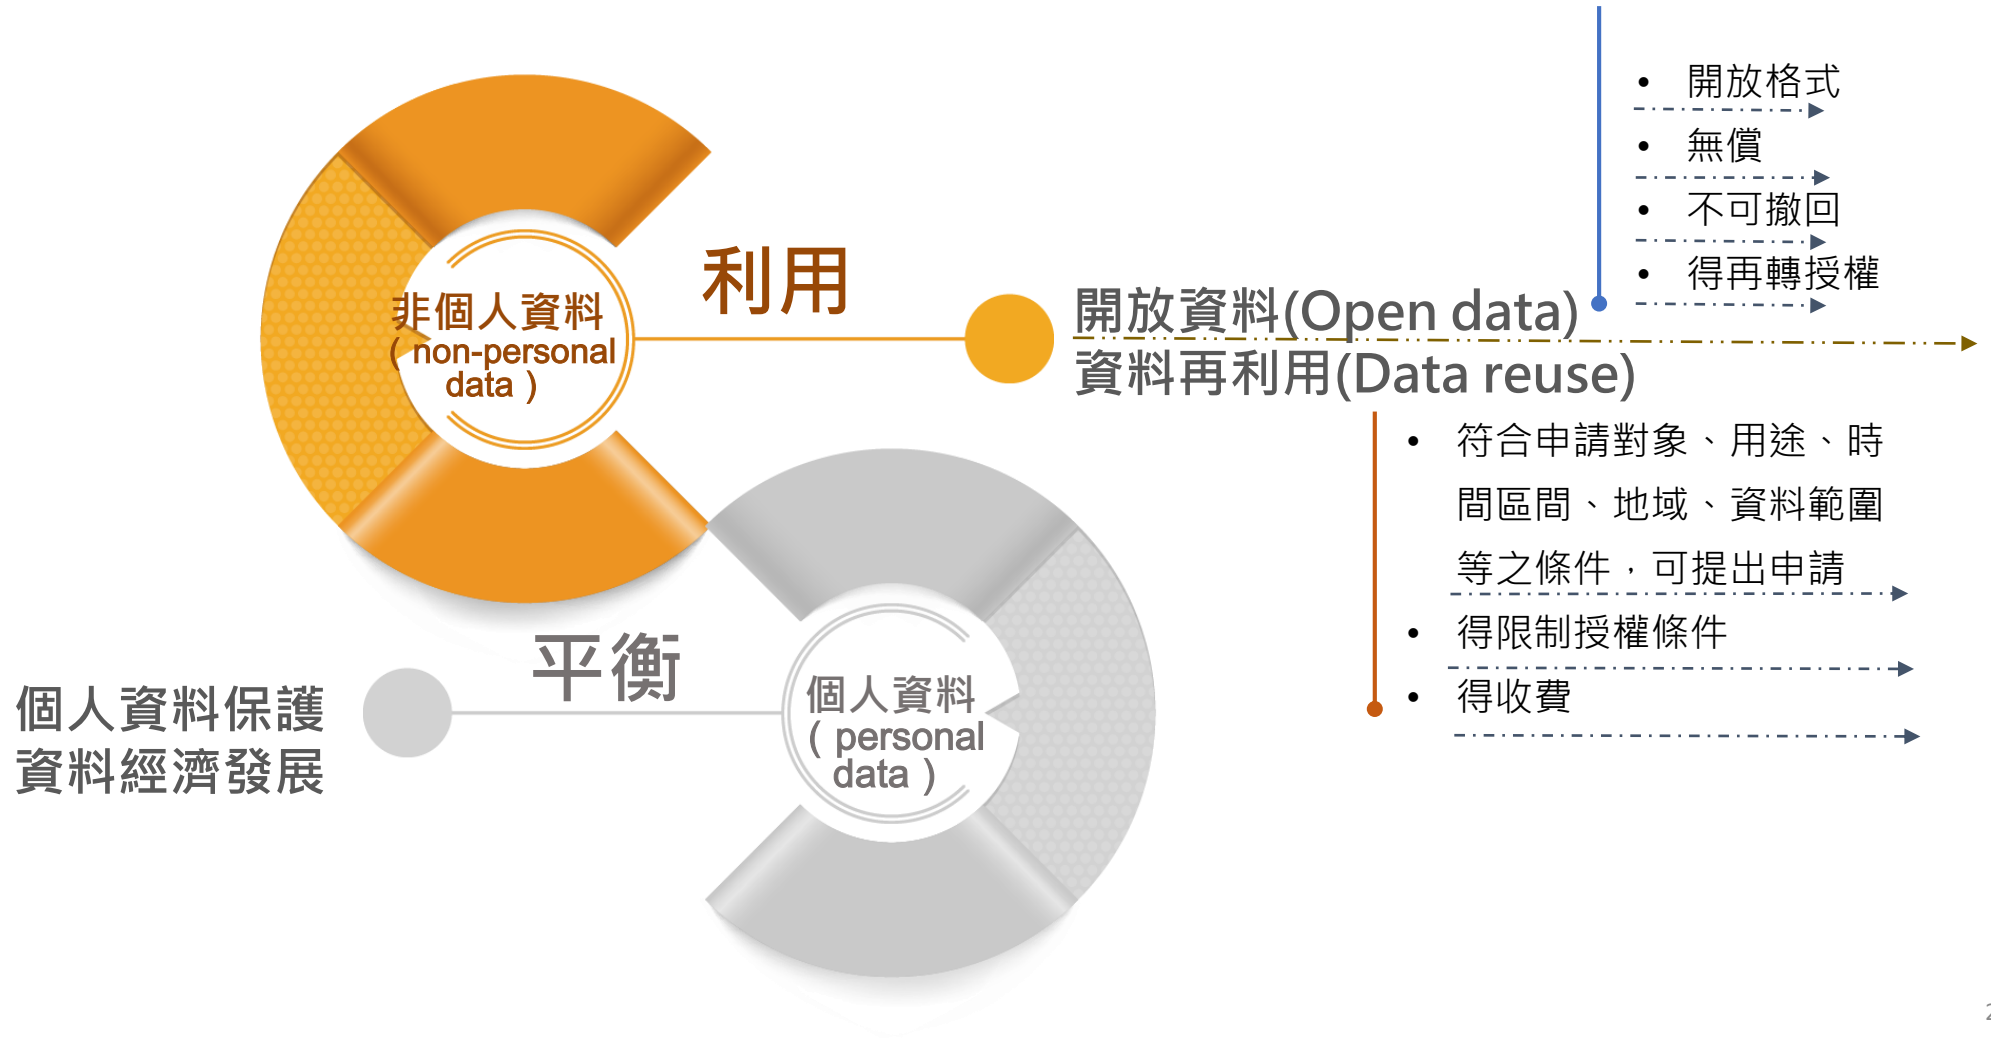 • 開放格式
• 無償
• 不可撤回
• 得再轉授權
利用
非個人資料
（non-personal
data）
開放資料(Open data)
資料再利用(Data reuse)
• 符合申請對象、用途、時
間區間、地域、資料範圍
等之條件，可提出申請
• 得限制授權條件
• 得收費
平衡
個人資料保護
資料經濟發展
個人資料
（personal
data）